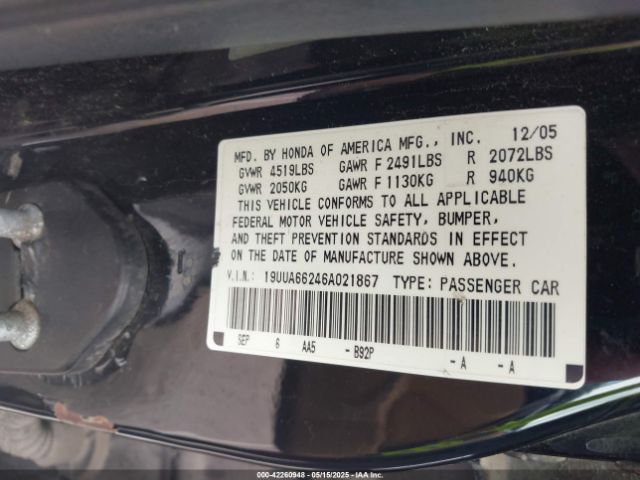 MFD. BY HONDA OF AMERICA MFG., INC. 12/05
GVWR 4519LBS GAWR F 2491LBS R 2072LBS
GVWR 2050KG GAWR F 1130KG R 940KG
THIS VEHICLE CONFORMS TO ALL APPLICABLE
FEDERAL MOTOR VEHICLE SAFETY, BUMPER,
AND THEFT PREVENTION STANDARDS IN EFFECT
ON THE DATE OF MANUFACTURE SHOWN ABOVE.
V.I.N.: 19UUA66246A021867 TYPE: PASSENGER CAR
SEP 6 AA5 -B92P -A -A
000-42260948 - 05/15/2025 - IAAI.COM